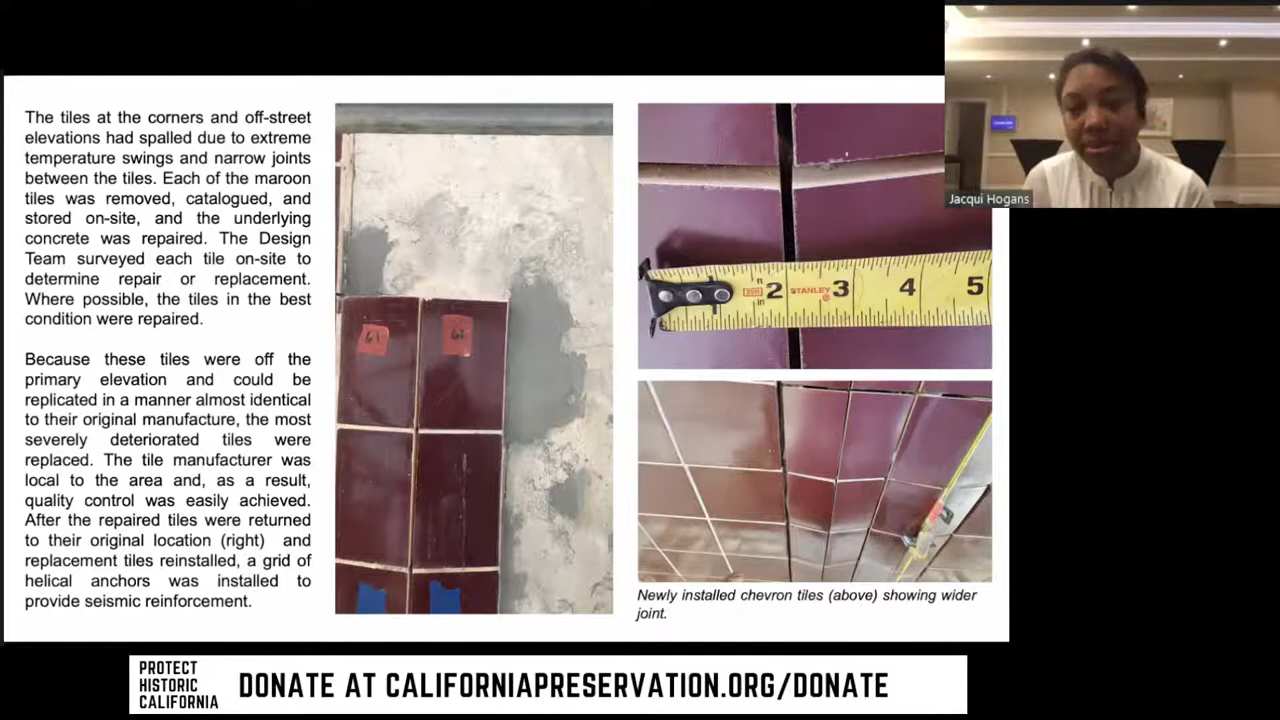 The tiles at the corners and off-street
elevations had spalled due to extreme
temperature swings and narrow joints
between the tiles. Each of the maroon
tiles was removed, catalogued, and
stored on-site, and the underlying
concrete was repaired. The Design
Team surveyed each tile on-site to
determine repair or replacement.
Where possible, the tiles in the best
condition were repaired.
Because these tiles were off the
primary elevation and could be
replicated in a manner almost identical
to their original manufacture, the most
severely deteriorated tiles were
replaced. The tile manufacturer was
local to the area and, as a result,
quality control was easily achieved.
After the repaired tiles were returned
to their original location (right) and
replacement tiles reinstalled, a grid of
helical anchors was installed to
provide seismic reinforcement.
61
62
ft
in
2 STANLEY 3 4 5
Newly installed chevron tiles (above) showing wider
joint.
Jacqui Hogans
PROTECT
HISTORIC
CALIFORNIA
DONATE AT CALIFORNIAPRESERVATION.ORG/DONATE